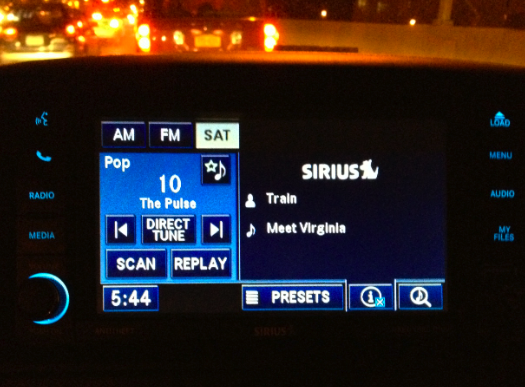 AM FM SAT
LOAD
Pop
SIRIUS
MENU
10
The Pulse
Train
RADIO
AUDIO
DIRECT
TUNE
Meet Virginia
MEDIA
MY
FILES
SCAN REPLAY
5:44 PRESETS
SIRIUS